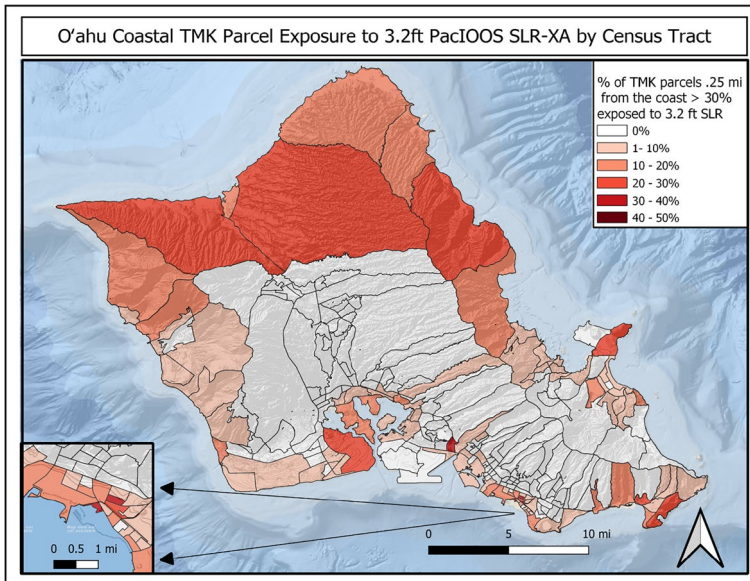 Oʻahu Coastal TMK Parcel Exposure to 3.2ft PacIOOS SLR-XA by Census Tract
% of TMK parcels .25 mi
from the coast > 30%
exposed to 3.2 ft SLR
0%
1- 10%
10 - 20%
20 - 30%
30 - 40%
40 - 50%
0 0.5 1 mi
0 5 10 mi